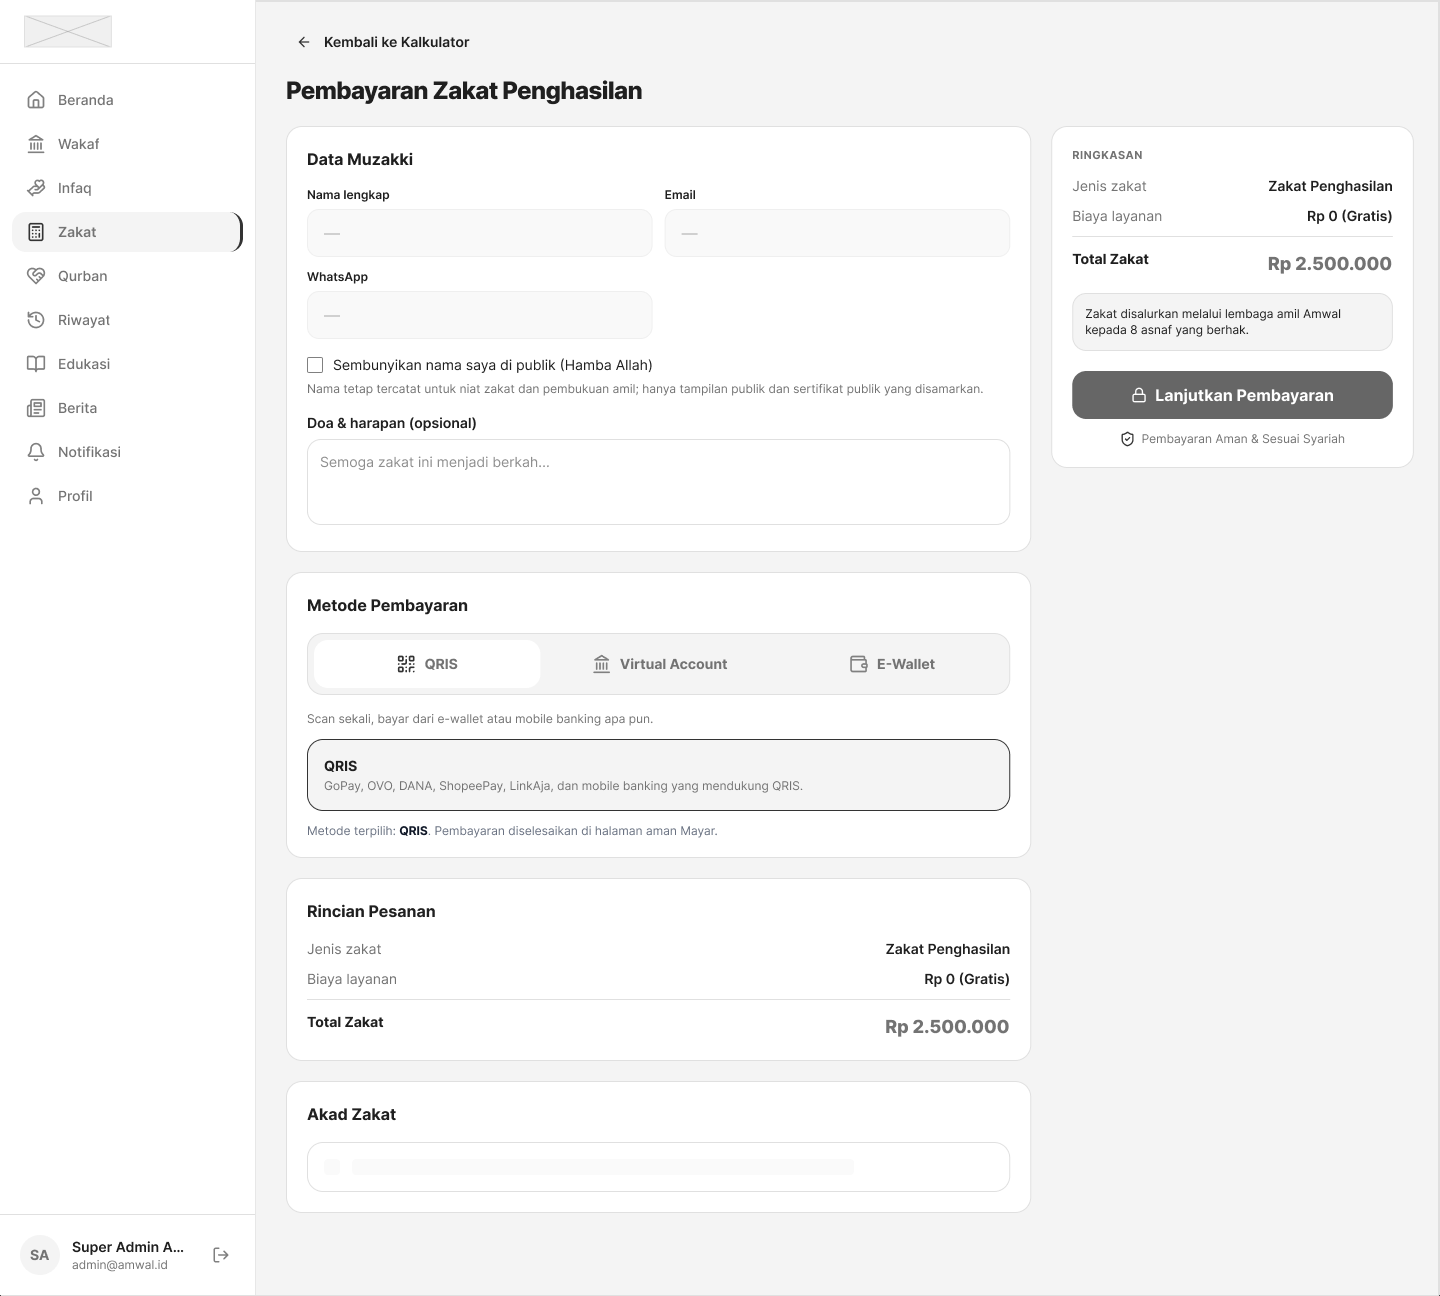 Beranda
Wakaf
Infaq
Zakat
Qurban
Riwayat
Edukasi
Berita
Notifikasi
Profil
SA
Super Admin A...
admin@amwal.id
Kembali ke Kalkulator
Pembayaran Zakat Penghasilan
Data Muzakki
Nama lengkap
Email
—
—
WhatsApp
—
Sembunyikan nama saya di publik (Hamba Allah)
Nama tetap tercatat untuk niat zakat dan pembukuan amil; hanya tampilan publik dan sertifikat publik yang disamarkan.
Doa & harapan (opsional)
Semoga zakat ini menjadi berkah...
Metode Pembayaran
QRIS
Virtual Account
E-Wallet
Scan sekali, bayar dari e-wallet atau mobile banking apa pun.
QRIS
GoPay, OVO, DANA, ShopeePay, LinkAja, dan mobile banking yang mendukung QRIS.
Metode terpilih: QRIS. Pembayaran diselesaikan di halaman aman Mayar.
Rincian Pesanan
Jenis zakat Zakat Penghasilan
Biaya layanan Rp 0 (Gratis)
Total Zakat Rp 2.500.000
Akad Zakat
RINGKASAN
Jenis zakat Zakat Penghasilan
Biaya layanan Rp 0 (Gratis)
Total Zakat Rp 2.500.000
Zakat disalurkan melalui lembaga amil Amwal
kepada 8 asnaf yang berhak.
Lanjutkan Pembayaran
Pembayaran Aman & Sesuai Syariah